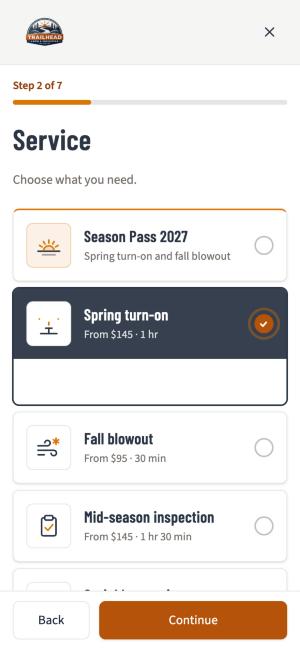 TRAILHEAD
Step 2 of 7
Service
Choose what you need.
Season Pass 2027
Spring turn-on and fall blowout
Spring turn-on
From $145 · 1 hr
Fall blowout
From $95 · 30 min
Mid-season inspection
From $145 · 1 hr 30 min
Back
Continue